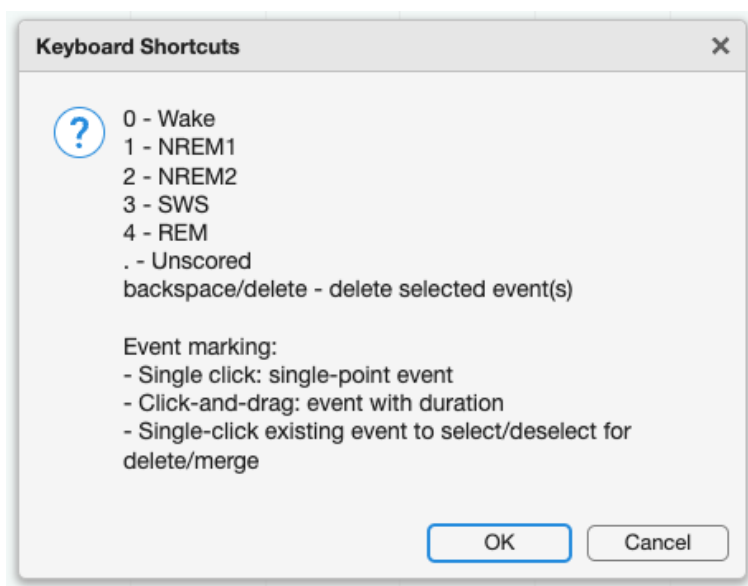 Keyboard Shortcuts
0 - Wake
1 - NREM1
2 - NREM2
3 - SWS
4 - REM
. - Unscored
backspace/delete - delete selected event(s)
Event marking:
- Single click: single-point event
- Click-and-drag: event with duration
- Single-click existing event to select/deselect for
delete/merge
OK
Cancel